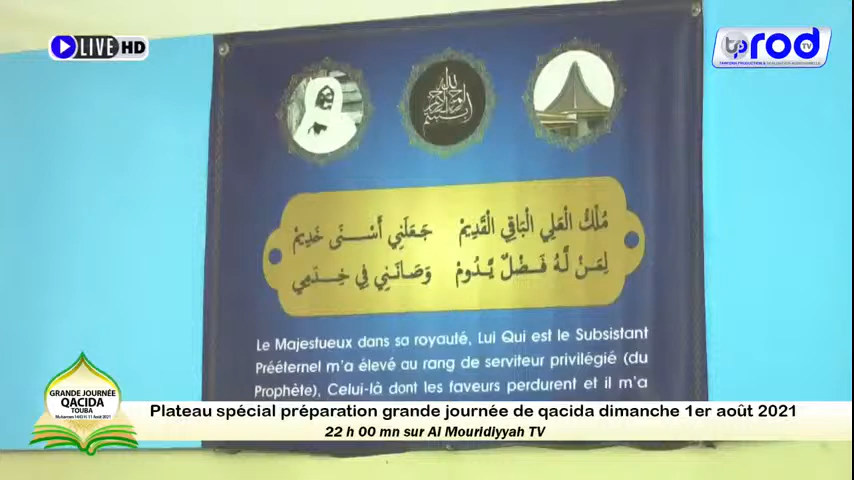 LIVE HD
tprod
TV
مُلْكُ الْعَلِي الْبَاقِي الْقَدِيمْ جَعَلَنِي أَسْنَى خَدِيمْ
لِمَنْ لَّهُ فَضْلٌ يَّدُومْ وَصَانَنِي فِي خِدَمِي
Le Majestueux dans sa royauté, Lui Qui est le Subsistant
Prééternel m'a élevé au rang de serviteur privilégié (du
Prophète), Celui-là dont les faveurs perdurent et il m'a
GRANDE JOURNÉE
QACIDA
TOUBA
Plateau spécial préparation grande journée de qacida dimanche 1er août 2021
22 h 00 mn sur Al Mouridiyyah TV